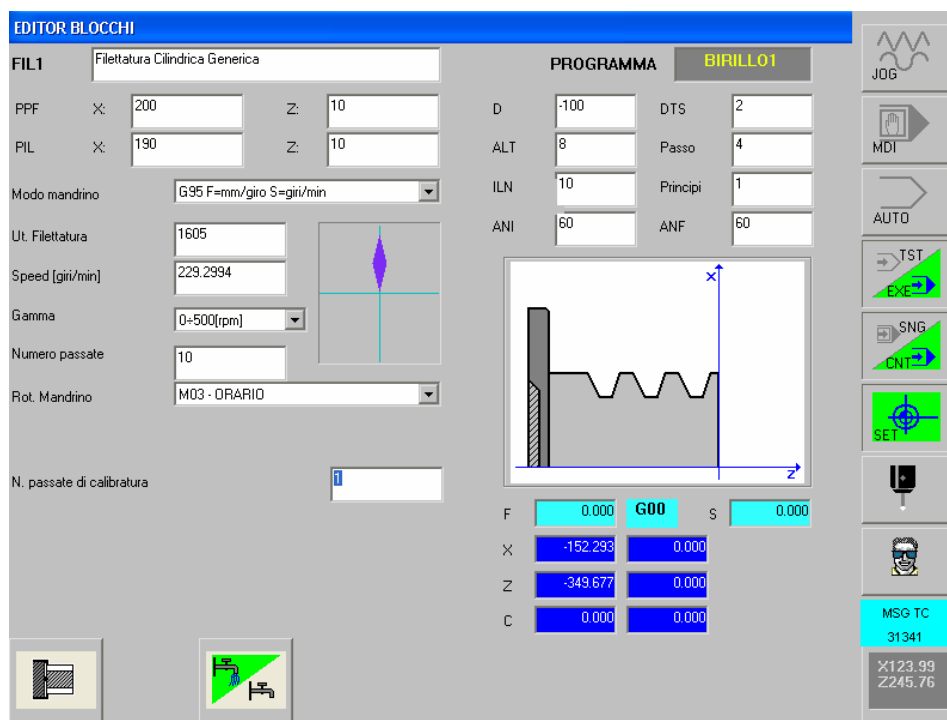 EDITOR BLOCCHI
FIL1 Filettatura Cilindrica Generica
PROGRAMMA BIRILLO1
PPF X: 200 Z: 10
PIL X: 190 Z: 10
D -100 DTS 2
ALT 8 Passo 4
ILN 10 Principi 1
ANI 60 ANF 60
Modo mandrino G95 F=mm/giro S=giri/min
Ut. Filettatura 1605
Speed [giri/min] 229.2994
Gamma 0÷500[rpm]
Numero passate 10
Rot. Mandrino M03 - ORARIO
N. passate di calibratura 1
X
Z
F 0.000 G00 S 0.000
X -152.293 0.000
Z -349.677 0.000
C 0.000 0.000
JOG
MDI
AUTO
TST
EXE
SNG
CNT
SET
MSG TC
31341
X123.99
Z245.76